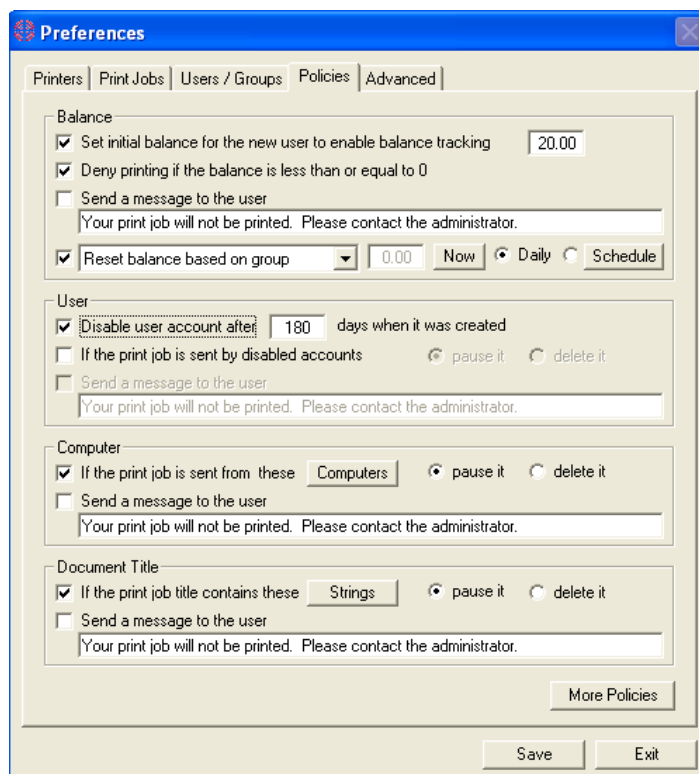 Preferences
Printers Print Jobs Users / Groups Policies Advanced
Balance
Set initial balance for the new user to enable balance tracking 20.00
Deny printing if the balance is less than or equal to 0
Send a message to the user
Your print job will not be printed. Please contact the administrator.
Reset balance based on group 0.00 Now Daily Schedule
User
Disable user account after 180 days when it was created
If the print job is sent by disabled accounts pause it delete it
Send a message to the user
Your print job will not be printed. Please contact the administrator.
Computer
If the print job is sent from these Computers pause it delete it
Send a message to the user
Your print job will not be printed. Please contact the administrator.
Document Title
If the print job title contains these Strings pause it delete it
Send a message to the user
Your print job will not be printed. Please contact the administrator.
More Policies
Save Exit